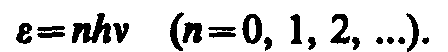 ε=nhν (n=0, 1, 2, ...).